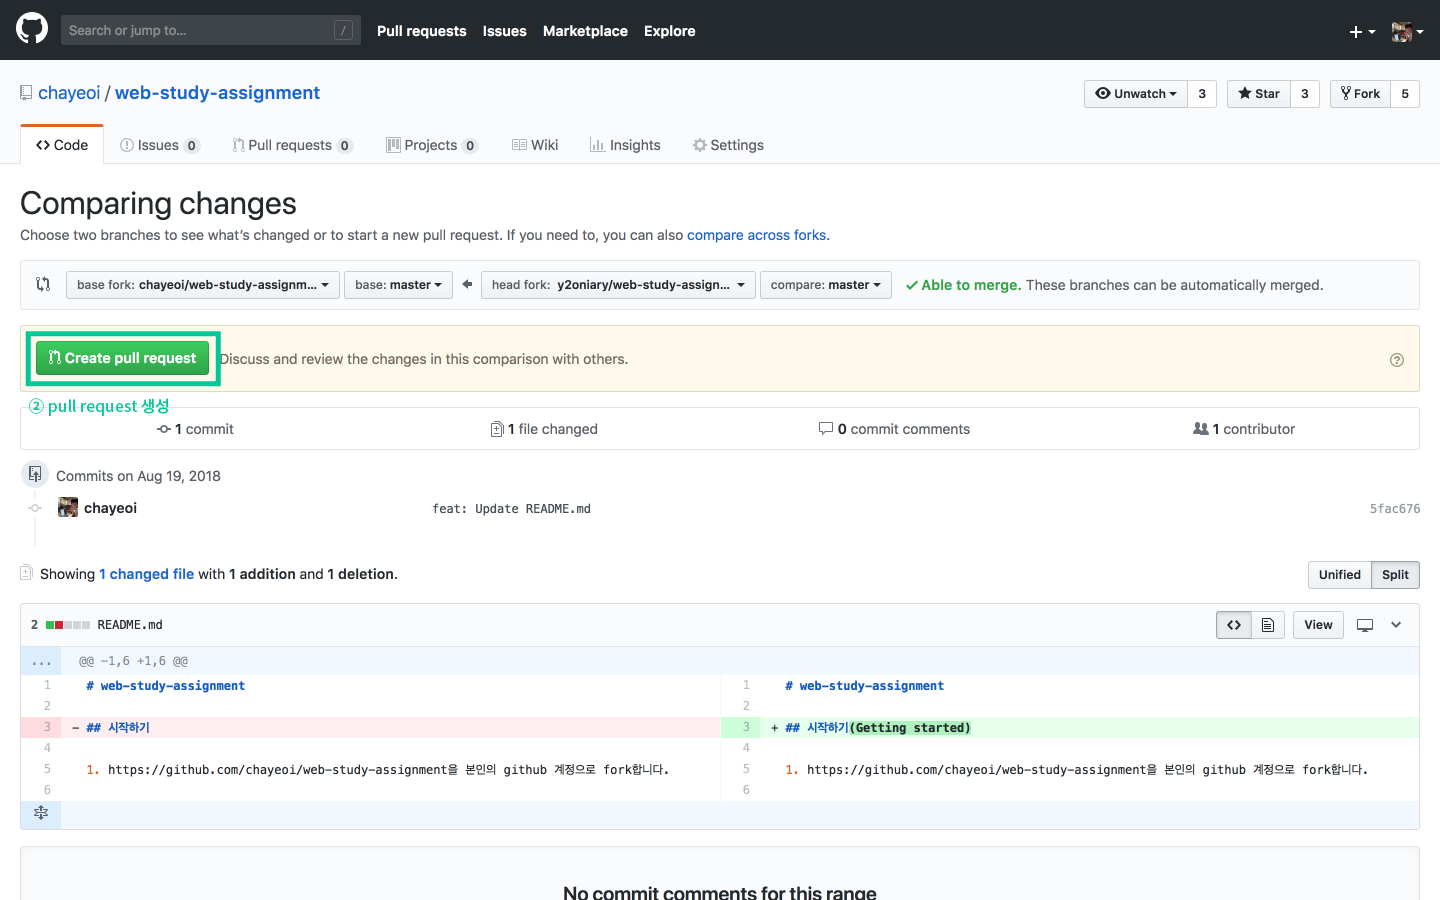 Search or jump to... /
Pull requests Issues Marketplace Explore
chayeoi / web-study-assignment
Unwatch 3 Star 3 Fork 5
Code Issues 0 Pull requests 0 Projects 0 Wiki Insights Settings
Comparing changes
Choose two branches to see what's changed or to start a new pull request. If you need to, you can also compare across forks.
base fork: chayeoi/web-study-assignm... base: master head fork: y2oniary/web-study-assign... compare: master Able to merge. These branches can be automatically merged.
Create pull request Discuss and review the changes in this comparison with others.
② pull request 생성
1 commit 1 file changed 0 commit comments 1 contributor
Commits on Aug 19, 2018
chayeoi feat: Update README.md 5fac676
Showing 1 changed file with 1 addition and 1 deletion.
Unified Split
2 README.md View
... @@ -1,6 +1,6 @@
1 # web-study-assignment 1 # web-study-assignment
2 2
3 - ## 시작하기 3 + ## 시작하기(Getting started)
4 4
5 1. https://github.com/chayeoi/web-study-assignment을 본인의 github 계정으로 fork합니다. 5 1. https://github.com/chayeoi/web-study-assignment을 본인의 github 계정으로 fork합니다.
6 6
No commit comments for this range